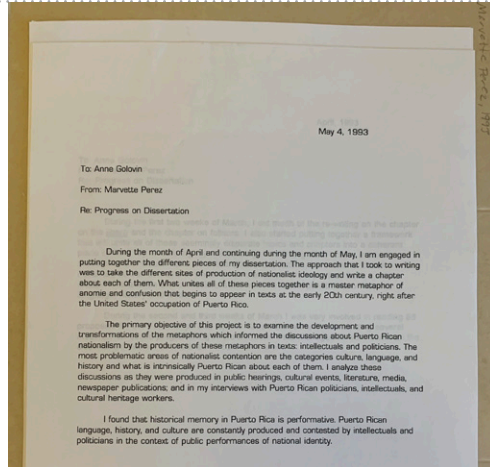 May 4, 1993
To: Anne Golovin
From: Marvette Perez
Re: Progress on Dissertation
During the month of April and continuing during the month of May, I am engaged in
putting together the different pieces of my dissertation. The approach that I took to writing
was to take the different sites of production of nationalist ideology and write a chapter
about each of them. What unites all of these pieces together is a master metaphor of
anomie and confusion that begins to appear in texts at the early 20th century, right after
the United States' occupation of Puerto Rico.
The primary objective of this project is to examine the development and
transformations of the metaphors which informed the discussions about Puerto Rican
nationalism by the producers of these metaphors in texts: intellectuals and politicians. The
most problematic areas of nationalist contention are the categories culture, language, and
history and what is intrinsically Puerto Rican about each of them. I analyze these
discussions as they were produced in public hearings, cultural events, literature, media,
newspaper publications; and in my interviews with Puerto Rican politicians, intellectuals, and
cultural heritage workers.
I found that historical memory in Puerto Rica is performative. Puerto Rican
language, history, and culture are constantly produced and contested by intellectuals and
politicians in the context of public performances of national identity.